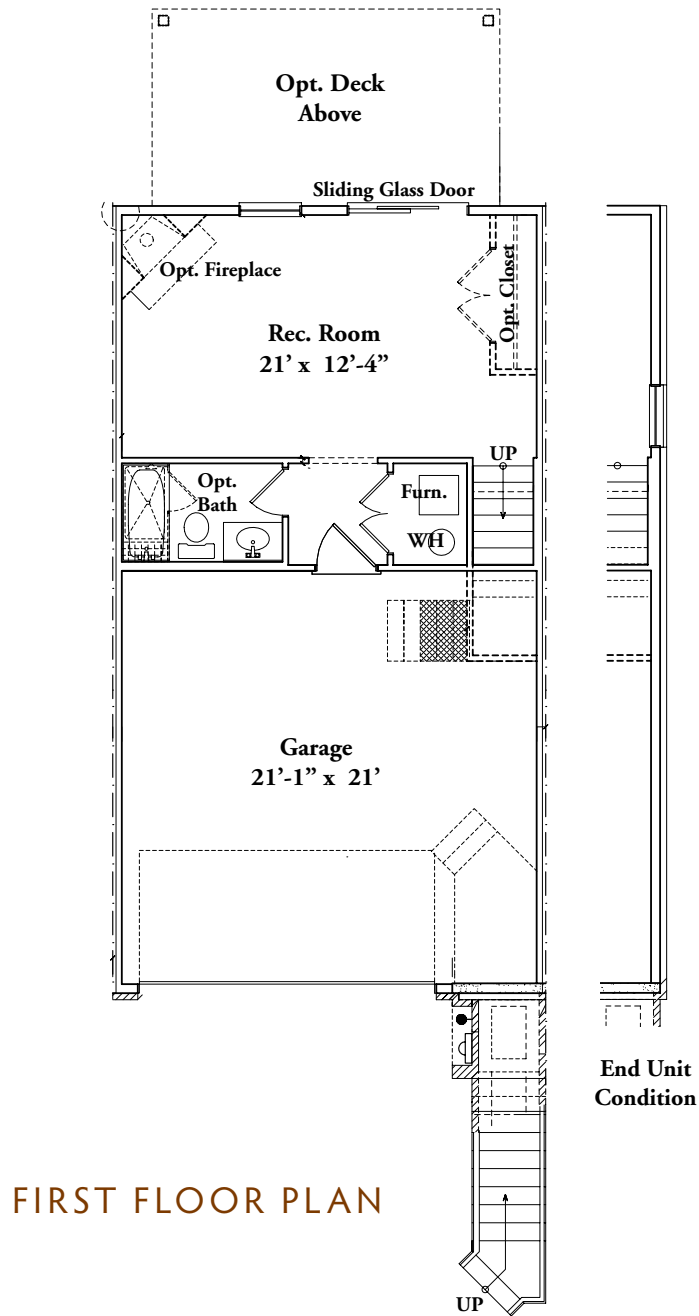 Opt. Deck
Above
Sliding Glass Door
Opt. Fireplace
Opt. Closet
Rec. Room
21’ x 12’-4”
UP
Opt.
Bath
Furn.
WH
Garage
21’-1” x 21’
End Unit
Condition
FIRST FLOOR PLAN
UP